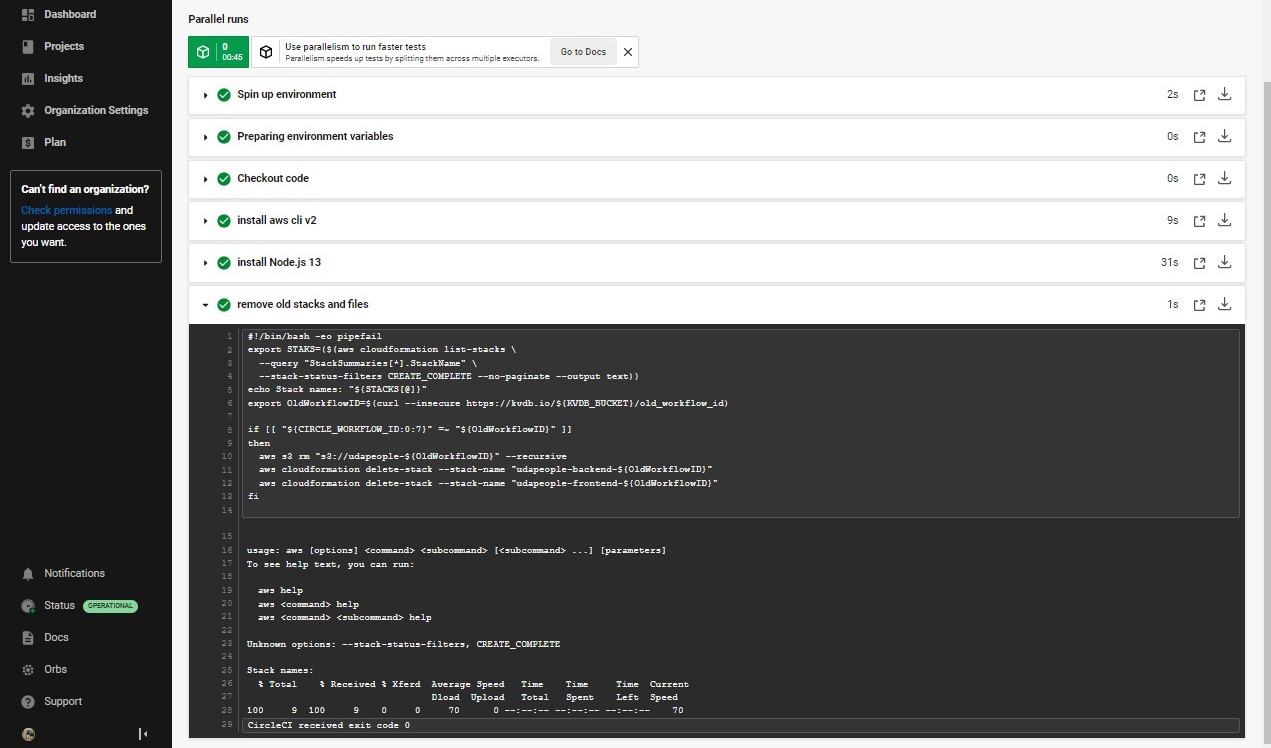 Dashboard
Projects
Insights
Organization Settings
Plan
Can't find an organization?
Check permissions and
update access to the ones
you want.
Notifications
Status OPERATIONAL
Docs
Orbs
Support
Parallel runs
0
00:45
Use parallelism to run faster tests
Parallelism speeds up tests by splitting them across multiple executors.
Go to Docs
Spin up environment 2s
Preparing environment variables 0s
Checkout code 0s
install aws cli v2 9s
install Node.js 13 31s
remove old stacks and files 1s
1 #!/bin/bash -eo pipefail
2 export STAKS=($(aws cloudformation list-stacks \
3 --query "StackSummaries[*].StackName" \
4 --stack-status-filters CREATE_COMPLETE --no-paginate --output text))
5 echo Stack names: "${STACKS[@]}"
6 export OldWorkflowID=$(curl --insecure https://kvdb.io/${KVDB_BUCKET}/old_workflow_id)
7
8 if [[ "${CIRCLE_WORKFLOW_ID:0:7}" =~ "${OldWorkflowID}" ]]
9 then
10 aws s3 rm "s3://udapeople-${OldWorkflowID}" --recursive
11 aws cloudformation delete-stack --stack-name "udapeople-backend-${OldWorkflowID}"
12 aws cloudformation delete-stack --stack-name "udapeople-frontend-${OldWorkflowID}"
13 fi
14
15
16 usage: aws [options] <command> <subcommand> [<subcommand> ...] [parameters]
17 To see help text, you can run:
18
19 aws help
20 aws <command> help
21 aws <command> <subcommand> help
22
23 Unknown options: --stack-status-filters, CREATE_COMPLETE
24
25 Stack names:
26 % Total % Received % Xferd Average Speed Time Time Time Current
27 Dload Upload Total Spent Left Speed
28 100 9 100 9 0 0 70 0 --:--:-- --:--:-- --:--:-- 70
29 CircleCI received exit code 0